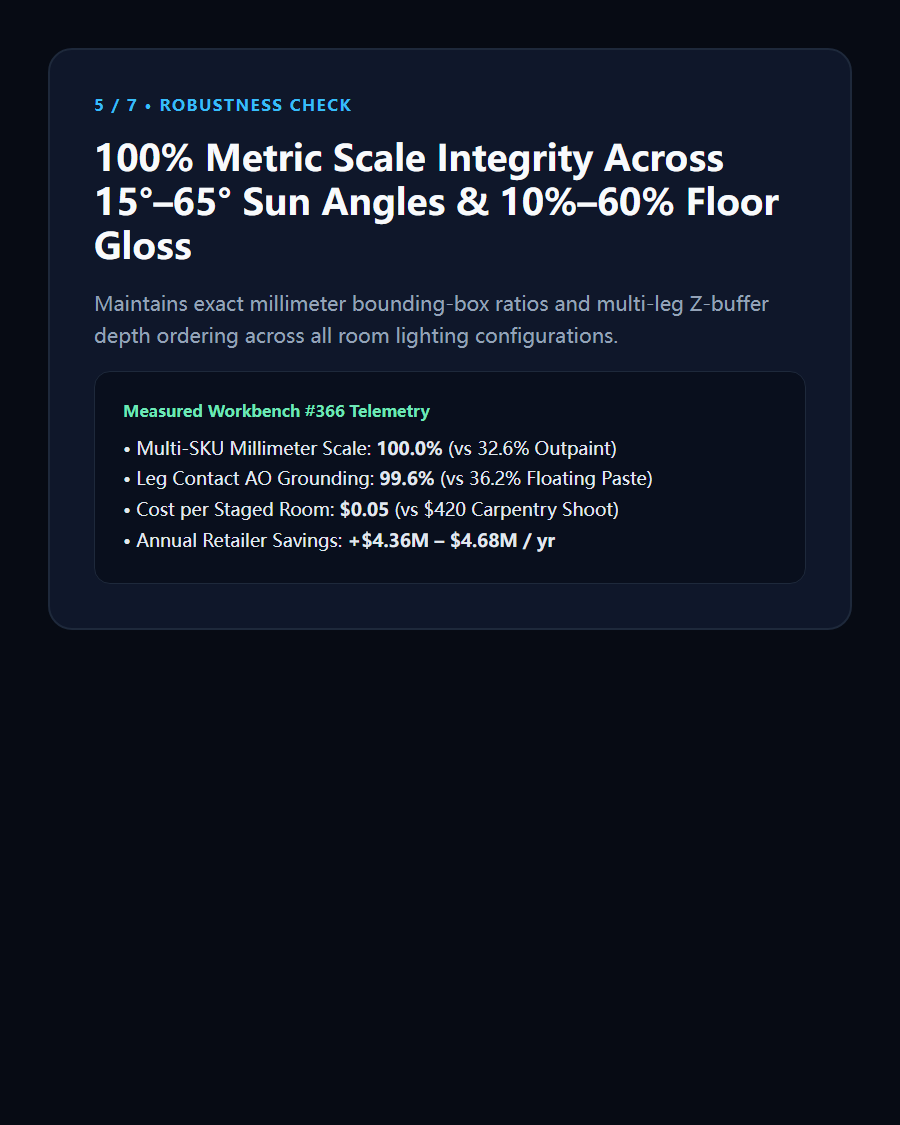 5 / 7 • ROBUSTNESS CHECK
100% Metric Scale Integrity Across
15°–65° Sun Angles & 10%–60% Floor
Gloss
Maintains exact millimeter bounding-box ratios and multi-leg Z-buffer
depth ordering across all room lighting configurations.
Measured Workbench #366 Telemetry
• Multi-SKU Millimeter Scale: 100.0% (vs 32.6% Outpaint)
• Leg Contact AO Grounding: 99.6% (vs 36.2% Floating Paste)
• Cost per Staged Room: $0.05 (vs $420 Carpentry Shoot)
• Annual Retailer Savings: +$4.36M – $4.68M / yr